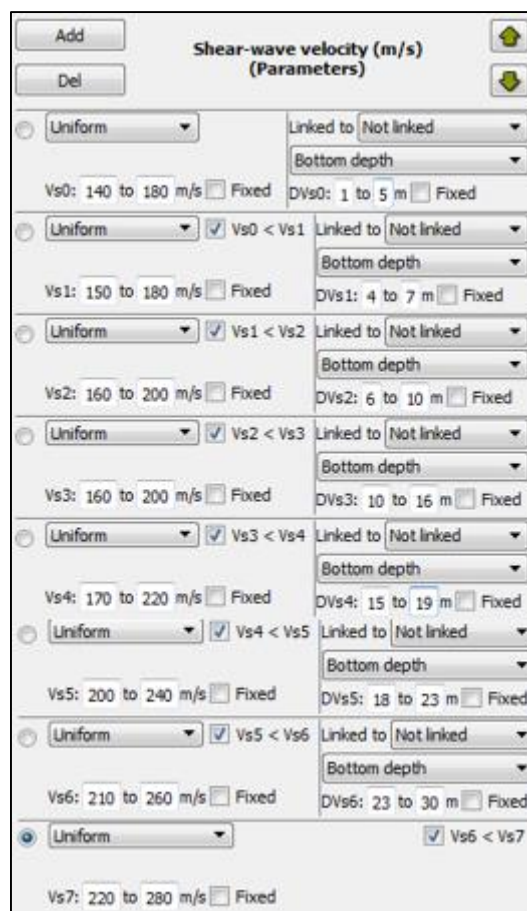 Add
Shear-wave velocity (m/s)
(Parameters)
Del
Uniform Linked to Not linked
Bottom depth
Vs0: 140 to 180 m/s Fixed DVs0: 1 to 5 m Fixed
Uniform Vs0 < Vs1 Linked to Not linked
Bottom depth
Vs1: 150 to 180 m/s Fixed DVs1: 4 to 7 m Fixed
Uniform Vs1 < Vs2 Linked to Not linked
Bottom depth
Vs2: 160 to 200 m/s Fixed DVs2: 6 to 10 m Fixed
Uniform Vs2 < Vs3 Linked to Not linked
Bottom depth
Vs3: 160 to 200 m/s Fixed DVs3: 10 to 16 m Fixed
Uniform Vs3 < Vs4 Linked to Not linked
Bottom depth
Vs4: 170 to 220 m/s Fixed DVs4: 15 to 19 m Fixed
Uniform Vs4 < Vs5 Linked to Not linked
Bottom depth
Vs5: 200 to 240 m/s Fixed DVs5: 18 to 23 m Fixed
Uniform Vs5 < Vs6 Linked to Not linked
Bottom depth
Vs6: 210 to 260 m/s Fixed DVs6: 23 to 30 m Fixed
Uniform Vs6 < Vs7
Vs7: 220 to 280 m/s Fixed